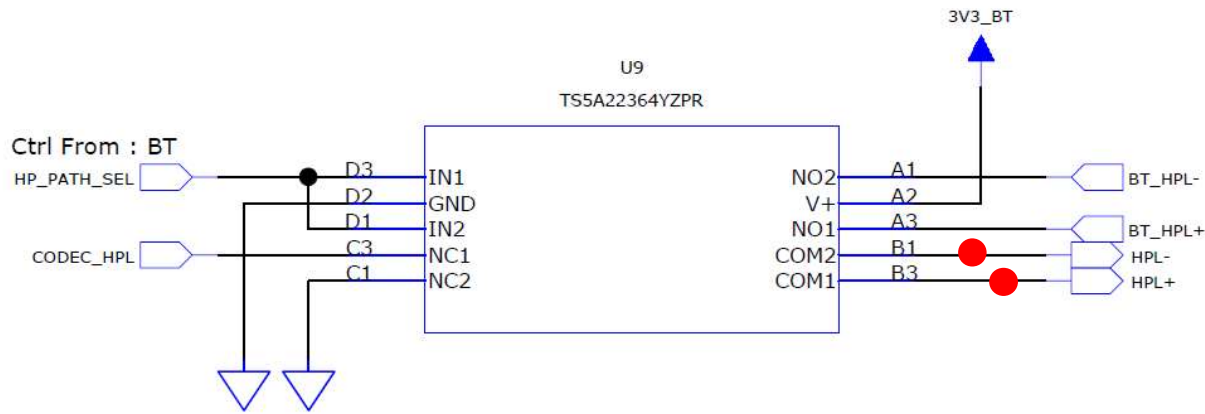 3V3_BT
U9
TS5A22364YZPR
Ctrl From : BT
HP_PATH_SEL D3 IN1 NO2 A1 BT_HPL-
D2 GND V+ A2
D1 IN2 NO1 A3 BT_HPL+
CODEC_HPL C3 NC1 COM2 B1 HPL-
C1 NC2 COM1 B3 HPL+